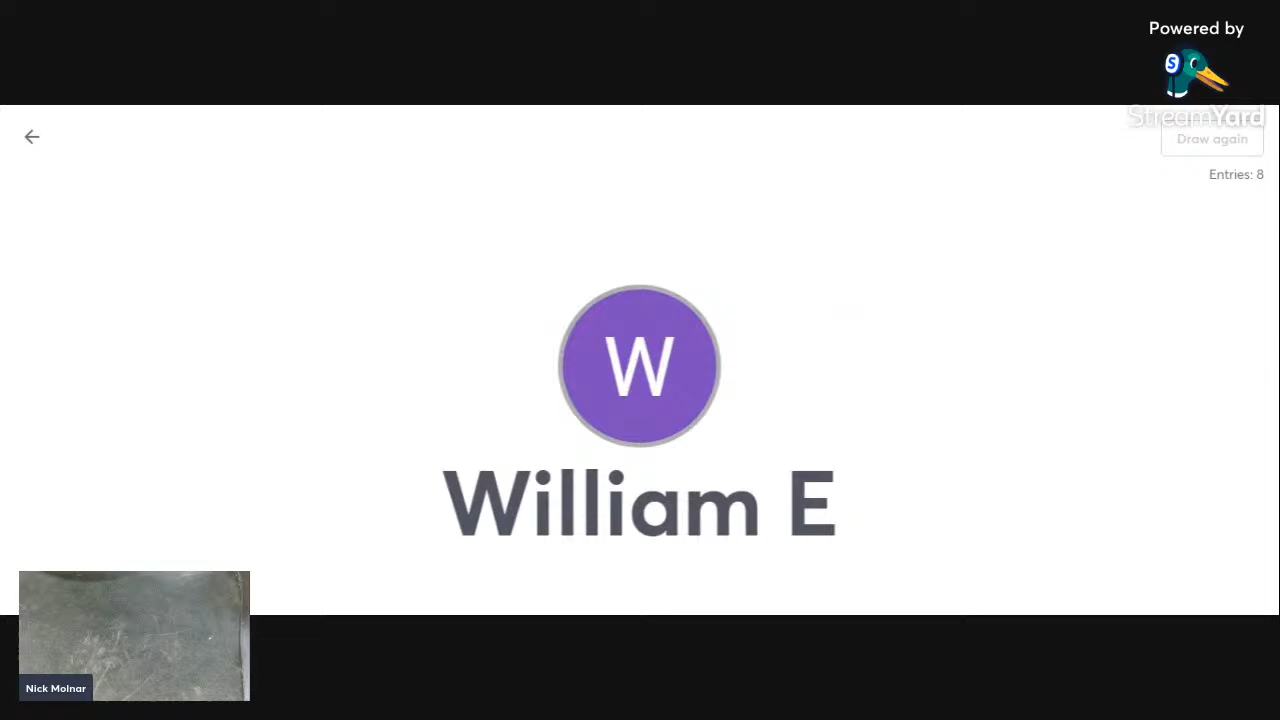 Powered by
S
StreamYard
Draw again
Entries: 8
W
William E
Nick Molnar